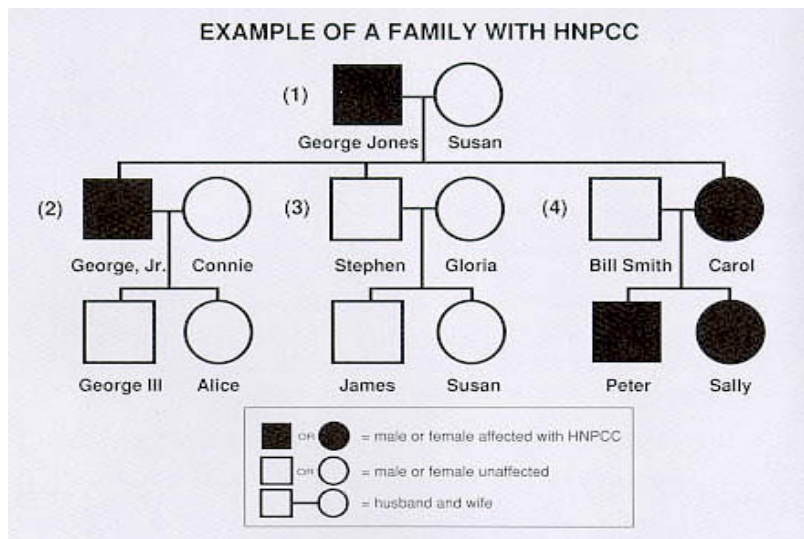 EXAMPLE OF A FAMILY WITH HNPCC
(1)
George Jones Susan
(2) (3) (4)
George, Jr. Connie Stephen Gloria Bill Smith Carol
George III Alice James Susan Peter Sally
OR = male or female affected with HNPCC
OR = male or female unaffected
= husband and wife